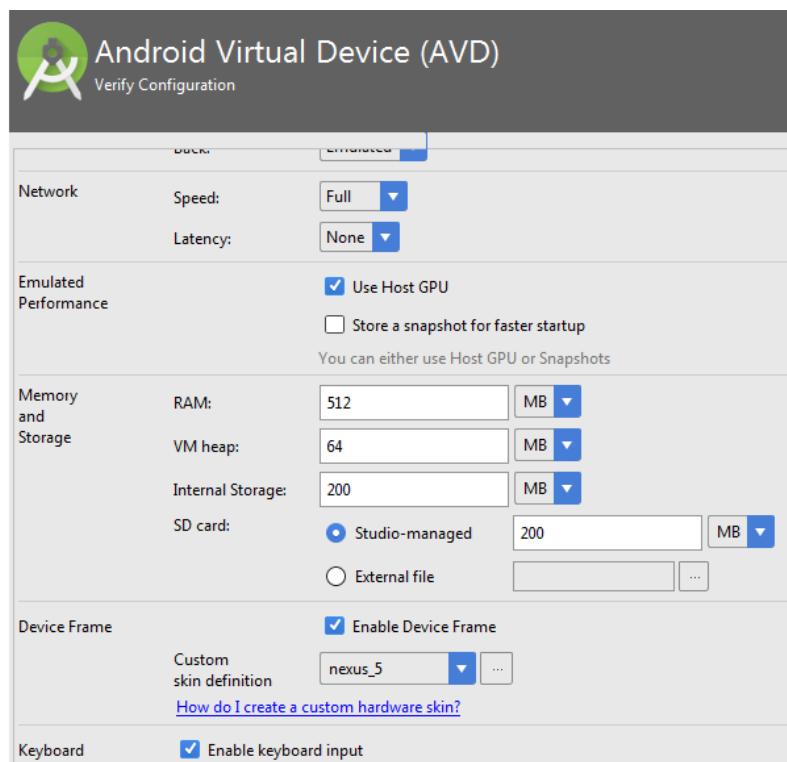 Android Virtual Device (AVD)
Verify Configuration
Back: Emulated
Network Speed: Full
Latency: None
Emulated
Performance
Use Host GPU
Store a snapshot for faster startup
You can either use Host GPU or Snapshots
Memory
and
Storage
RAM: 512 MB
VM heap: 64 MB
Internal Storage: 200 MB
SD card: Studio-managed 200 MB
External file ...
Device Frame Enable Device Frame
Custom
skin definition
nexus_5 ...
How do I create a custom hardware skin?
Keyboard Enable keyboard input